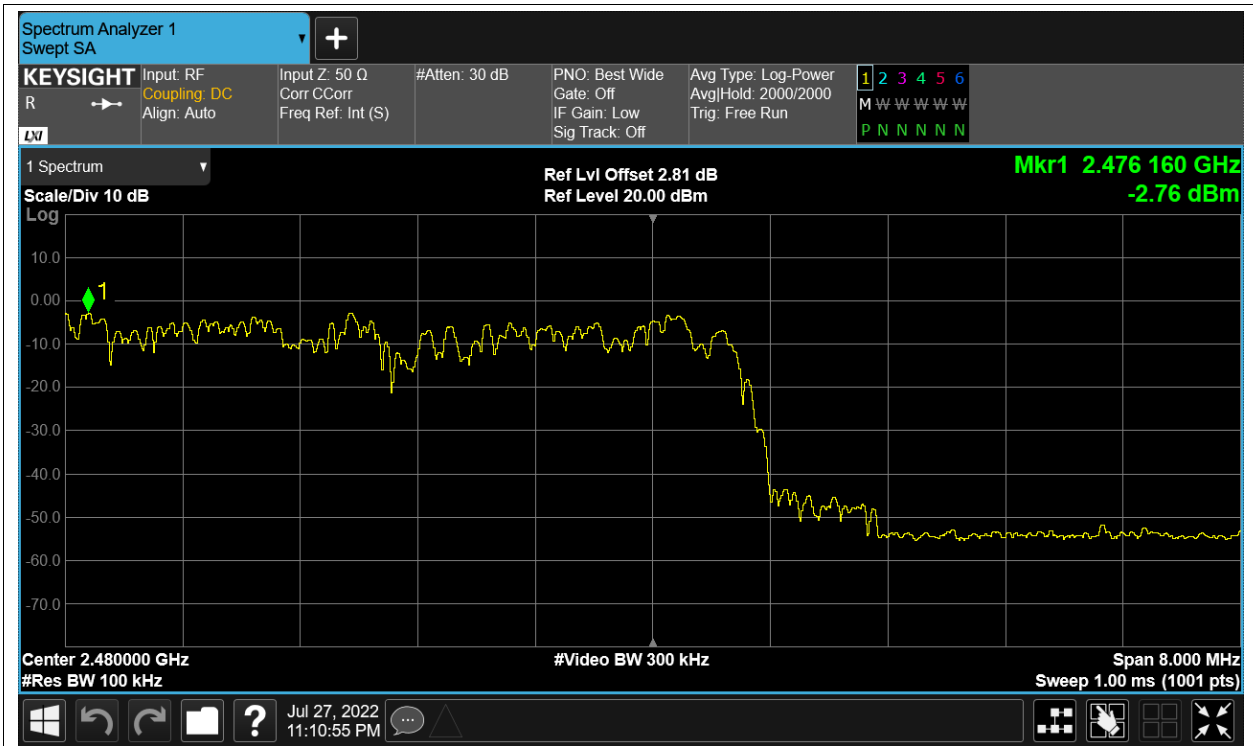 Spectrum Analyzer 1
Swept SA
KEYSIGHT
R
LXI
Input: RF
Coupling: DC
Align: Auto
Input Z: 50 Ω
Corr CCorr
Freq Ref: Int (S)
#Atten: 30 dB
PNO: Best Wide
Gate: Off
IF Gain: Low
Sig Track: Off
Avg Type: Log-Power
Avg|Hold: 2000/2000
Trig: Free Run
1 2 3 4 5 6
M W W W W W
P N N N N N
1 Spectrum
Scale/Div 10 dB
Log
Ref Lvl Offset 2.81 dB
Ref Level 20.00 dBm
Mkr1 2.476 160 GHz
-2.76 dBm
10.0
0.00
1
-10.0
-20.0
-30.0
-40.0
-50.0
-60.0
-70.0
Center 2.480000 GHz
#Res BW 100 kHz
#Video BW 300 kHz
Span 8.000 MHz
Sweep 1.00 ms (1001 pts)
?
Jul 27, 2022
11:10:55 PM